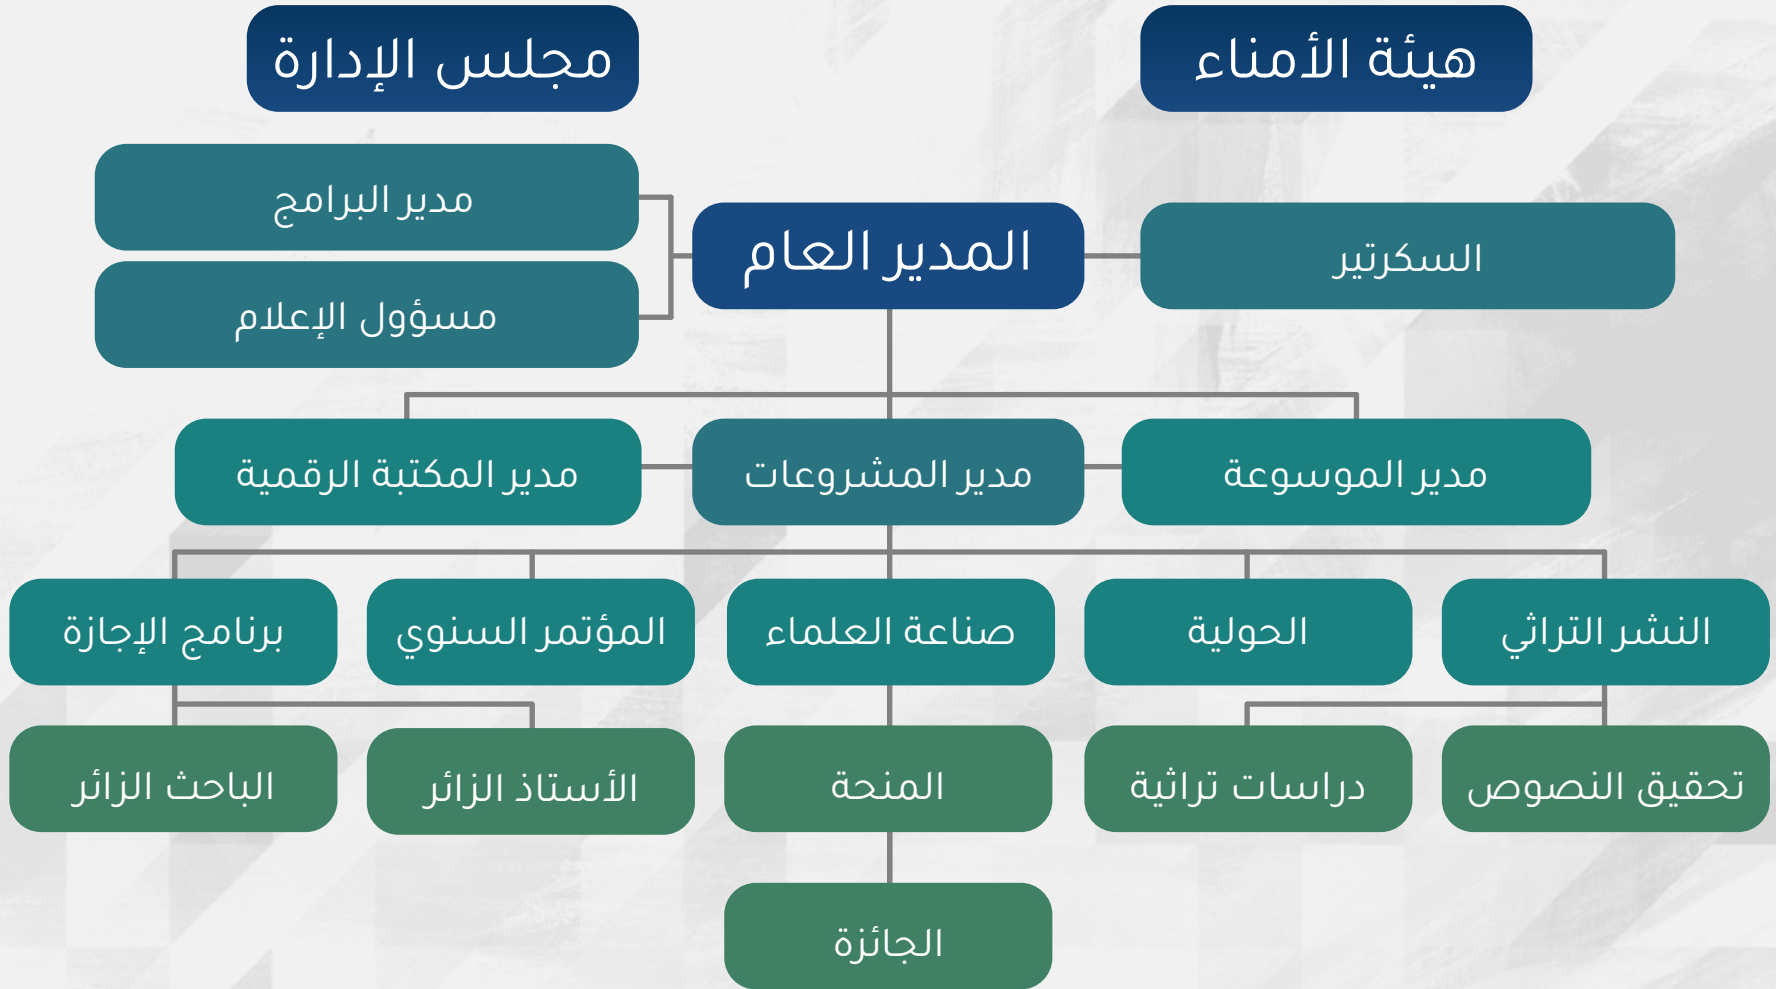 هيئة الأمناء
مجلس الإدارة
مدير البرامج
المدير العام
السكرتير
مسؤول الإعلام
مدير الموسوعة
مدير المشروعات
مدير المكتبة الرقمية
النشر التراثي
الحولية
صناعة العلماء
المؤتمر السنوي
برنامج الإجازة
تحقيق النصوص
دراسات تراثية
المنحة
الأستاذ الزائر
الباحث الزائر
الجائزة